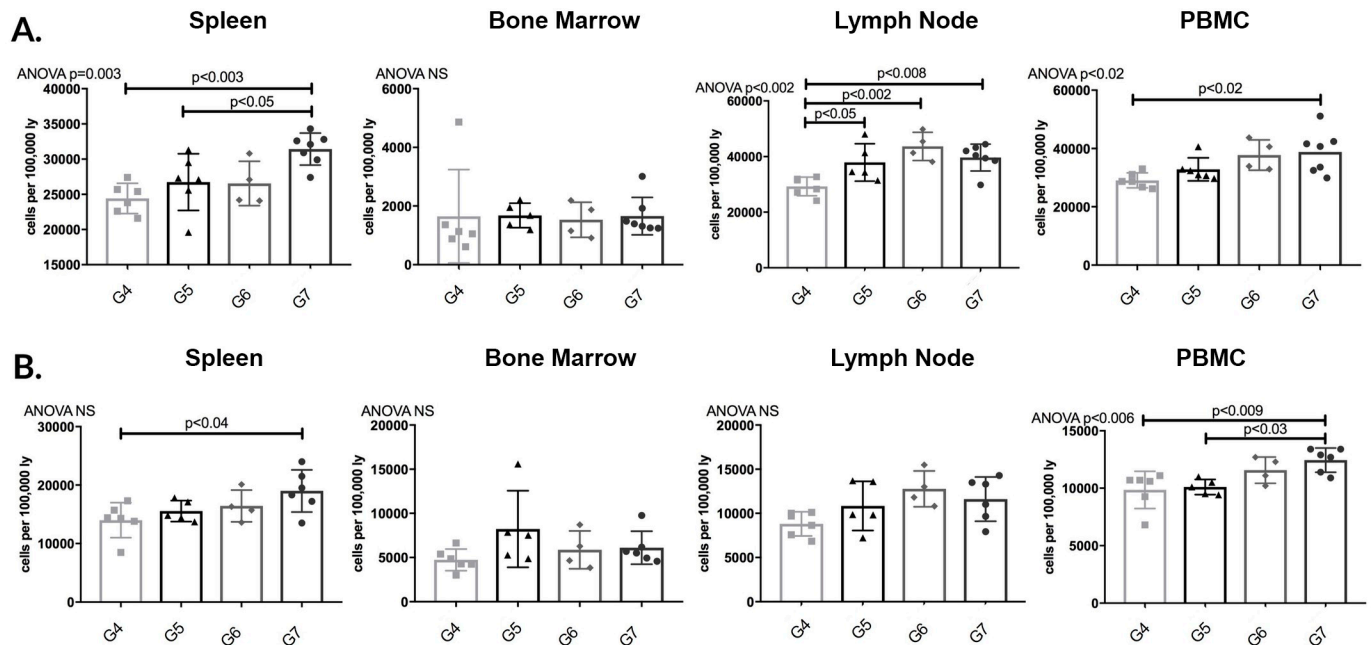 A.
Spleen
ANOVA p=0.003
p<0.003
p<0.05
cells per 100,000 ly
40000
35000
30000
25000
20000
15000
G4
G5
G6
G7
Bone Marrow
ANOVA NS
cells per 100,000 ly
6000
4000
2000
0
G4
G5
G6
G7
Lymph Node
ANOVA p<0.002
p<0.008
p<0.002
p<0.05
cells per 100,000 ly
60000
40000
20000
0
G4
G5
G6
G7
PBMC
ANOVA p<0.02
p<0.02
cells per 100,000 ly
60000
40000
20000
0
G4
G5
G6
G7
B.
Spleen
ANOVA NS
p<0.04
cells per 100,000 ly
30000
20000
10000
0
G4
G5
G6
G7
Bone Marrow
ANOVA NS
cells per 100,000 ly
20000
15000
10000
5000
0
G4
G5
G6
G7
Lymph Node
ANOVA NS
cells per 100,000 ly
20000
15000
10000
5000
0
G4
G5
G6
G7
PBMC
ANOVA p<0.006
p<0.009
p<0.03
cells per 100,000 ly
15000
10000
5000
0
G4
G5
G6
G7